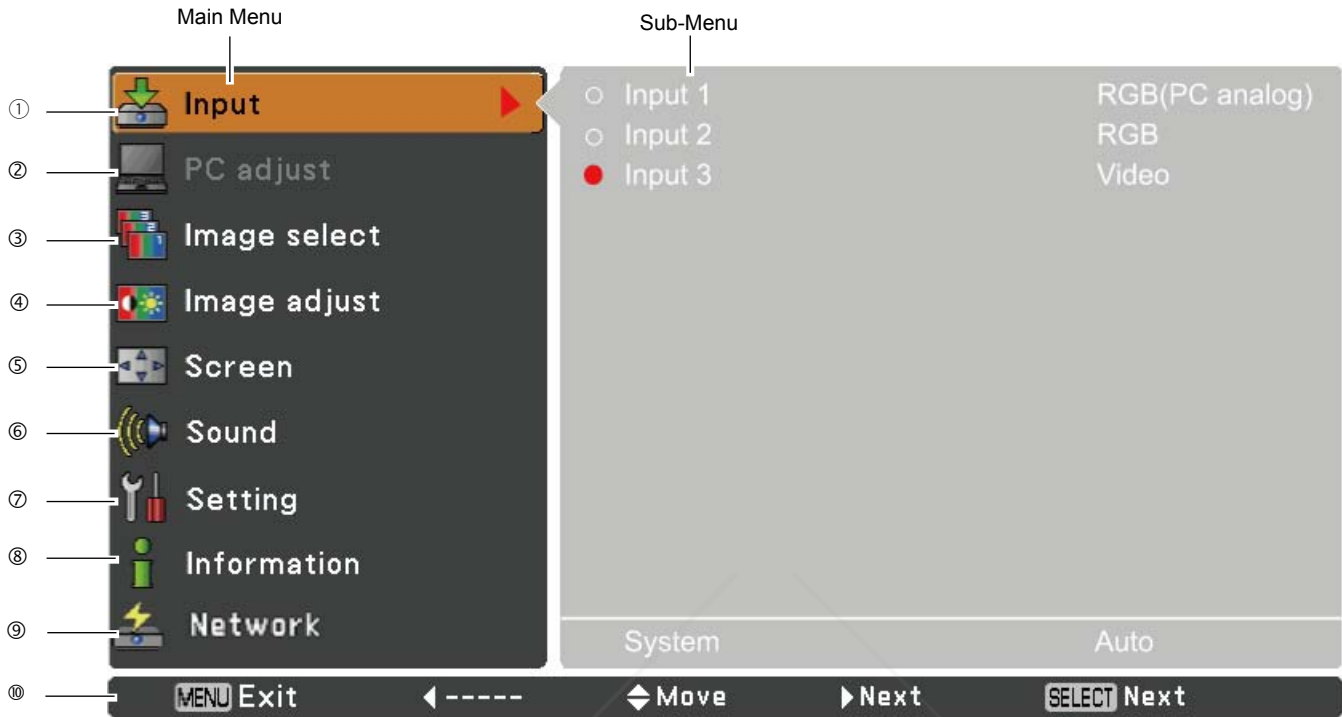 Main Menu
Sub-Menu
① Input
② PC adjust
③ Image select
④ Image adjust
⑤ Screen
⑥ Sound
⑦ Setting
⑧ Information
⑨ Network
Input 1 RGB(PC analog)
Input 2 RGB
Input 3 Video
System Auto
⑩ MENU Exit ◀----- Move ▶Next SELECT Next